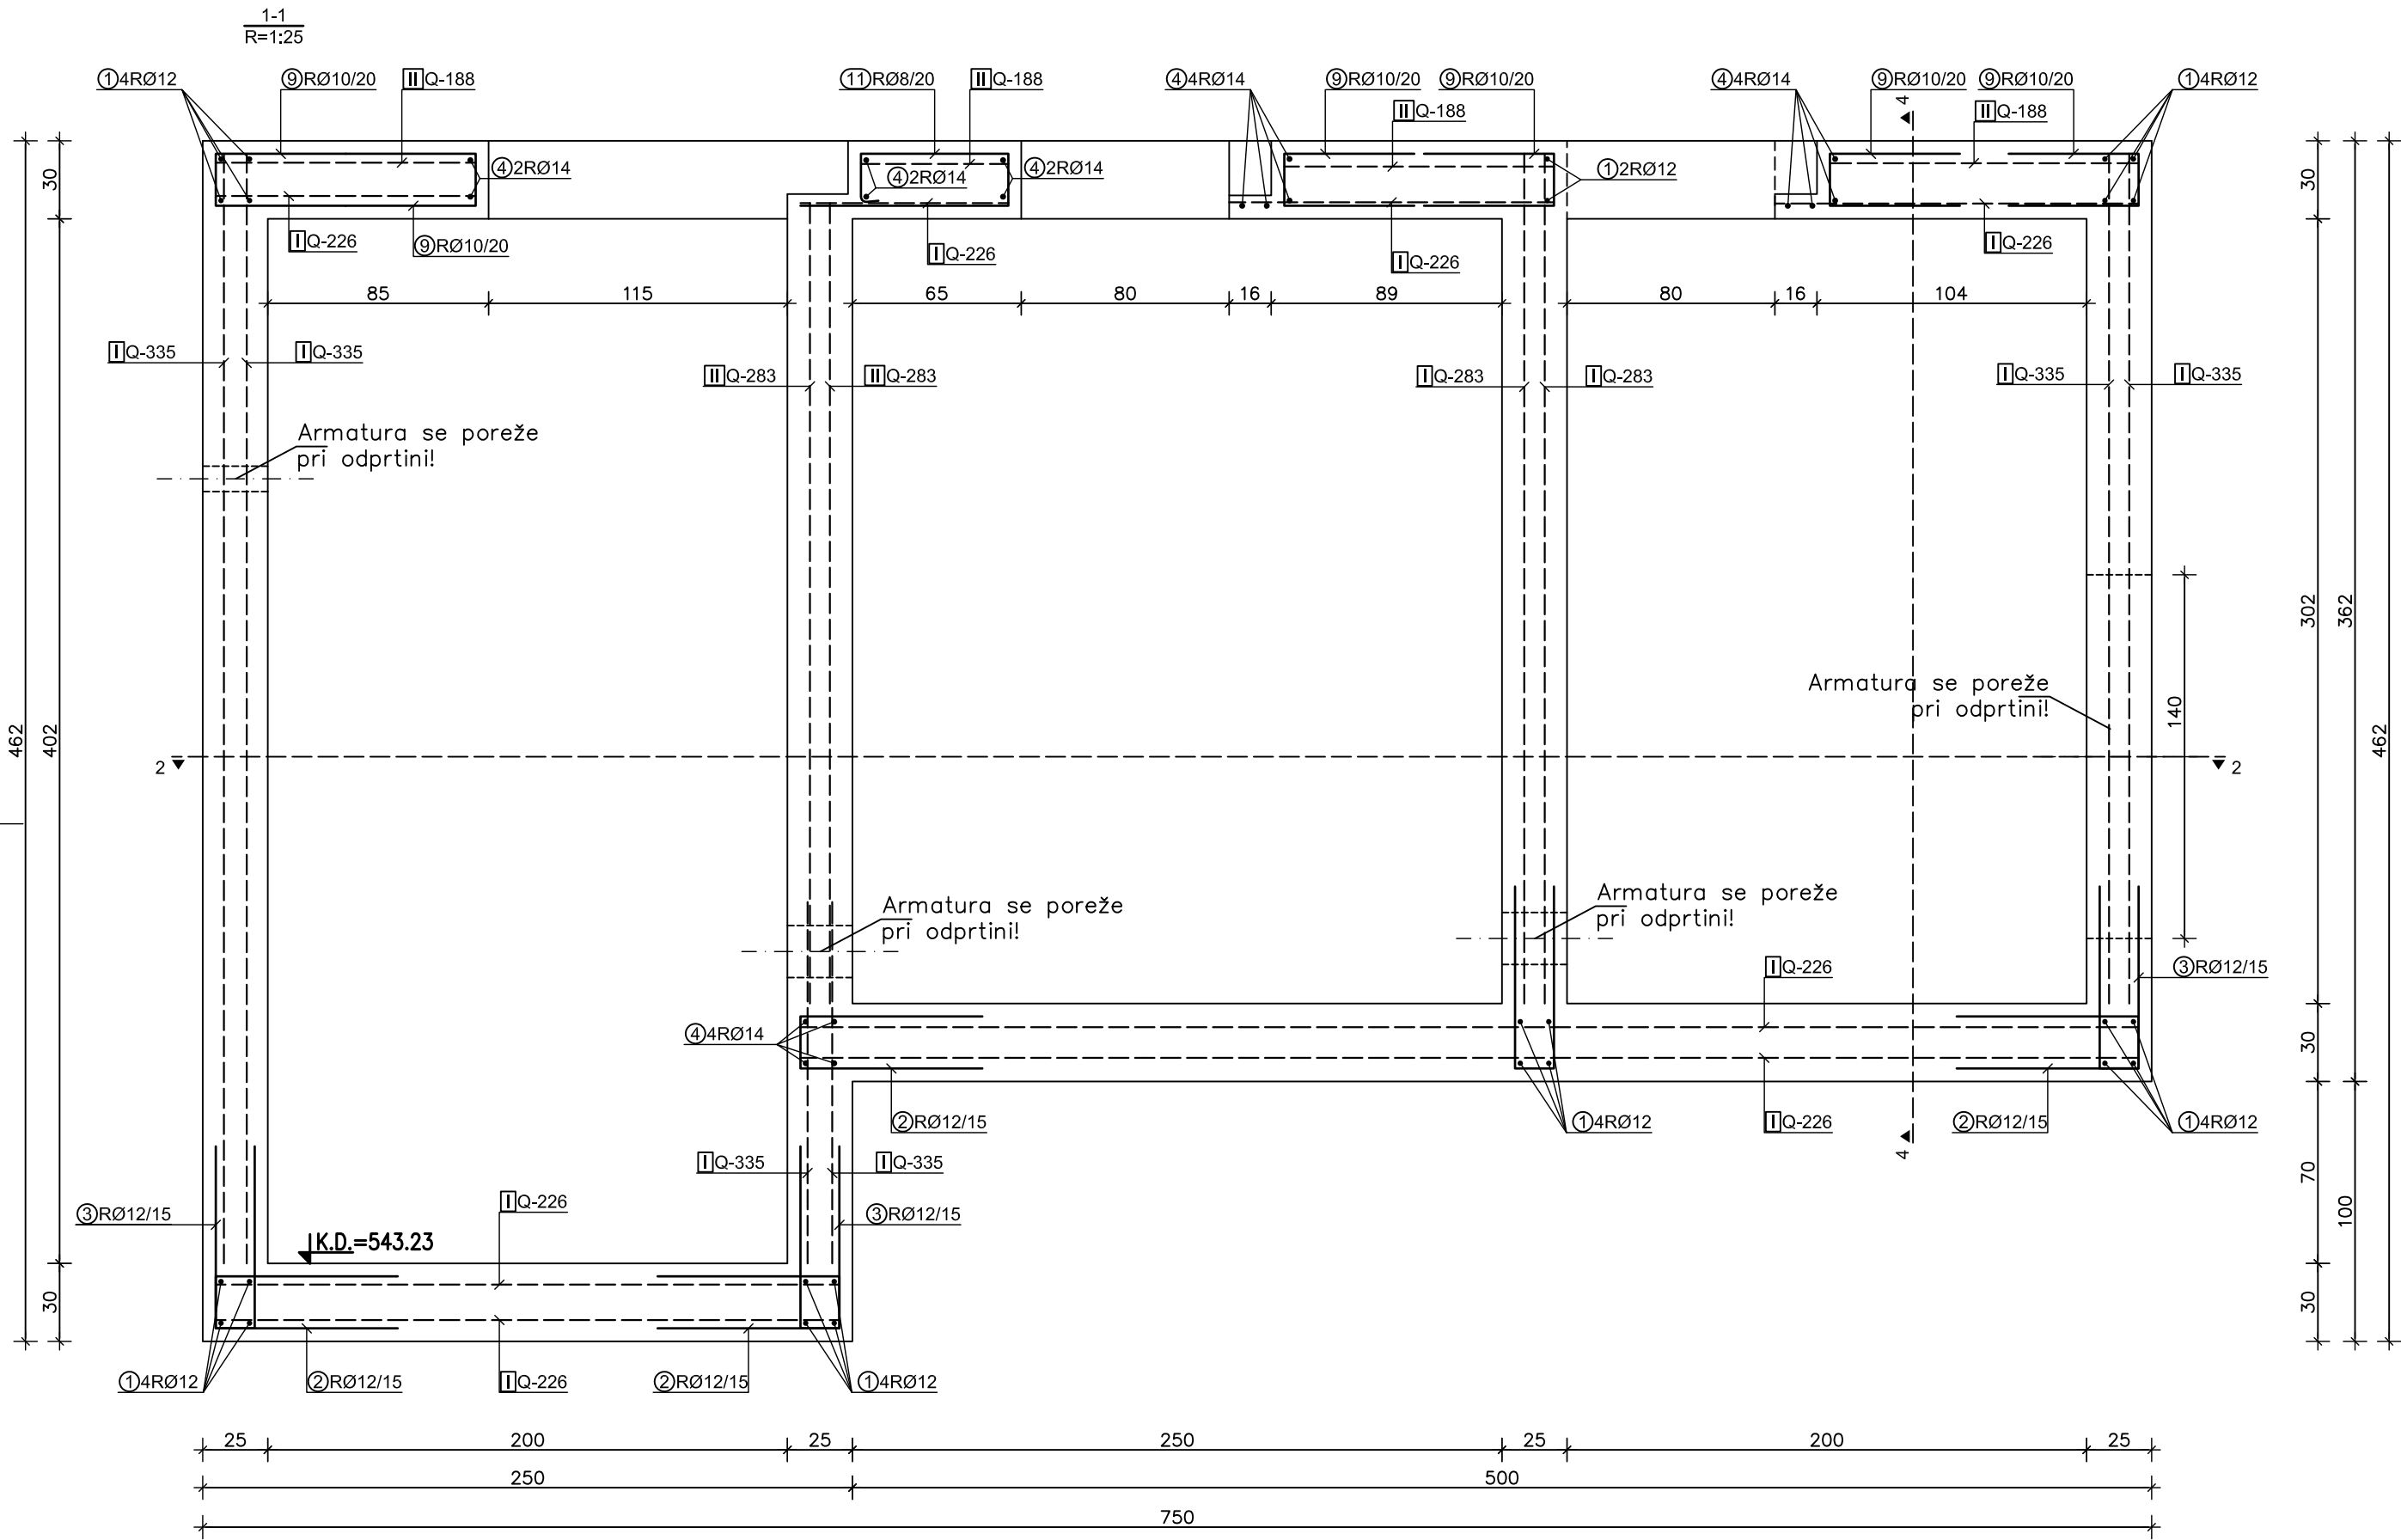 1-1
R=1:25
①4RØ12
⑨RØ10/20
II Q-188
⑪RØ8/20
II Q-188
④4RØ14
⑨RØ10/20
⑨RØ10/20
II Q-188
④4RØ14
⑨RØ10/20
⑨RØ10/20
II Q-188
①4RØ12
4
30
④2RØ14
④2RØ14
④2RØ14
①2RØ12
30
I Q-226
⑨RØ10/20
I Q-226
I Q-226
I Q-226
85
115
65
80
16
89
80
16
104
I Q-335
I Q-335
II Q-283
II Q-283
I Q-283
I Q-283
I Q-335
I Q-335
Armatura se poreže
pri odprtini!
302
362
Armatura se poreže
pri odprtini!
140
462
402
462
2
2
Armatura se poreže
pri odprtini!
Armatura se poreže
pri odprtini!
I Q-226
③RØ12/15
④4RØ14
30
②RØ12/15
①4RØ12
I Q-226
②RØ12/15
①4RØ12
4
I Q-335
I Q-335
70
③RØ12/15
I Q-226
③RØ12/15
100
K.D.=543.23
30
30
①4RØ12
②RØ12/15
I Q-226
②RØ12/15
①4RØ12
25
200
25
250
25
200
25
250
500
750